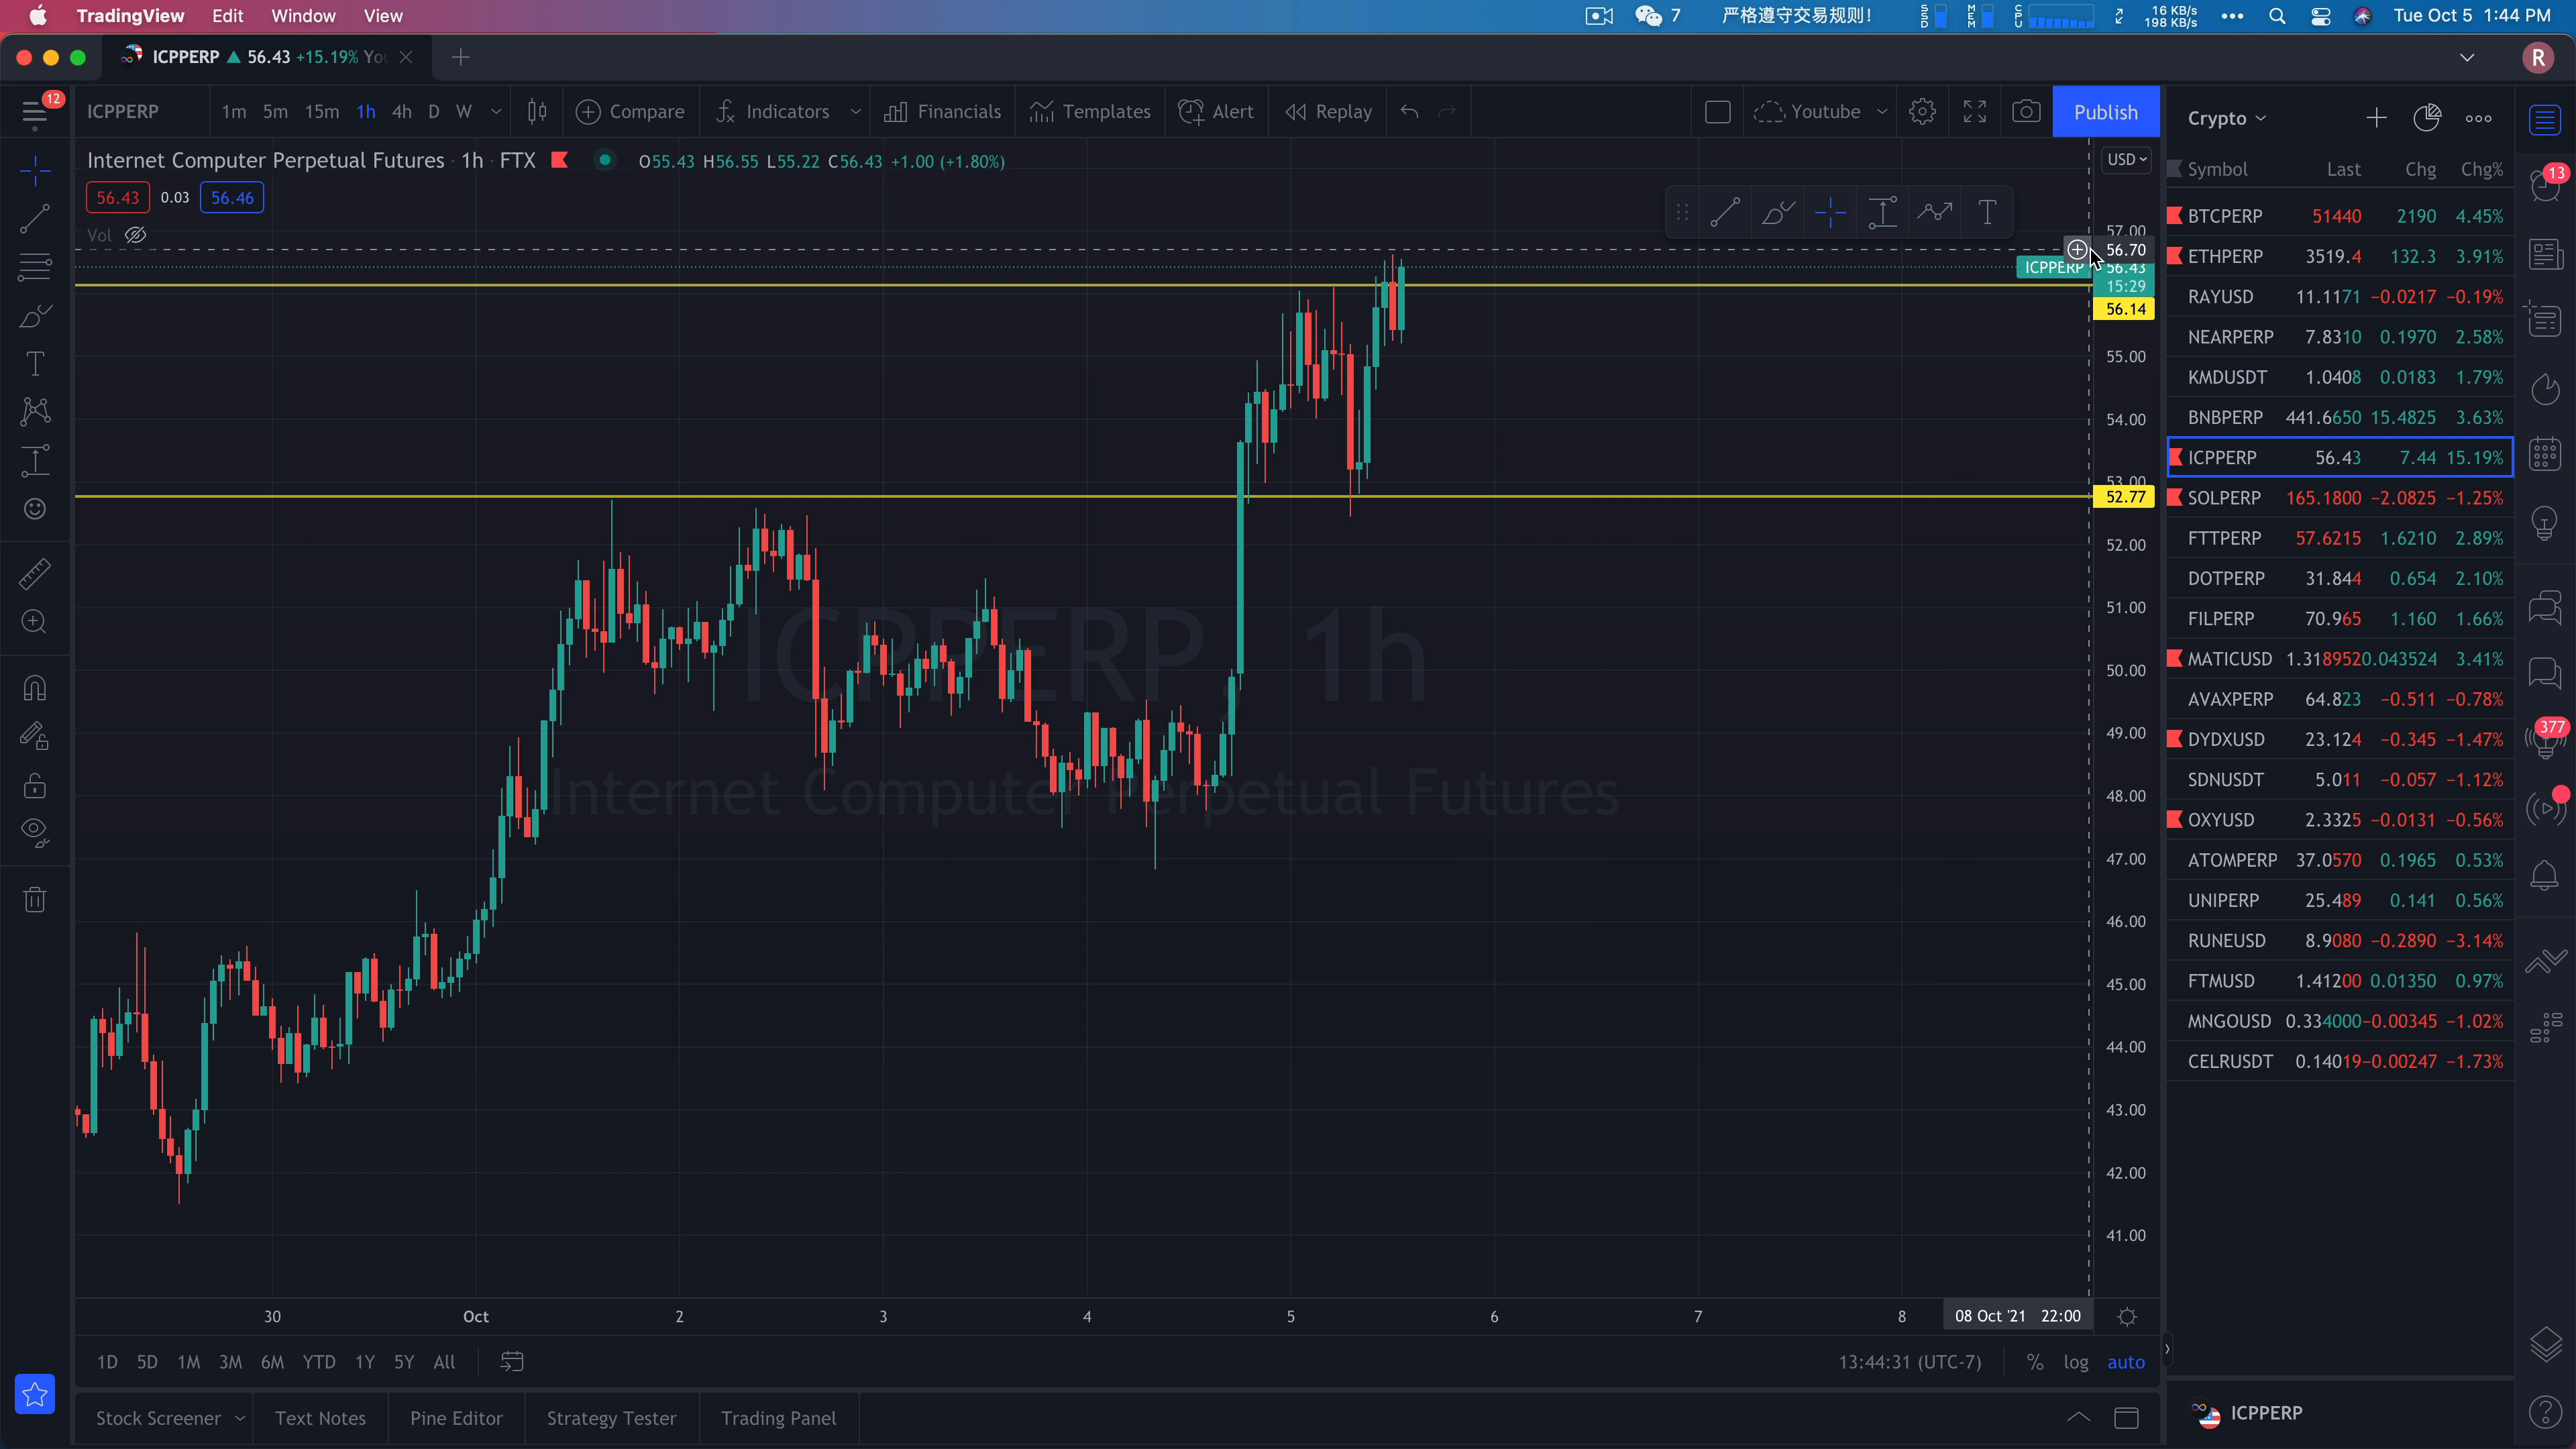 TradingView Edit Window View 7 严格遵守交易规则! SSD MEM CPU 16 KB/s 198 KB/s Tue Oct 5 1:44 PM
ICPPERP ▲ 56.43 +15.19% You R
12 ICPPERP 1m 5m 15m 1h 4h D W Compare Indicators Financials Templates Alert Replay Youtube Publish
Internet Computer Perpetual Futures · 1h · FTX O55.43 H56.55 L55.22 C56.43 +1.00 (+1.80%) USD
56.43 0.03 56.46
Vol
T
57.00
56.70
ICPPERP 56.43
15:29
56.14
55.00
54.00
53.00
52.77
52.00
51.00
50.00
49.00
48.00
47.00
46.00
45.00
44.00
43.00
42.00
41.00
ICPPERP, 1h
Internet Computer Perpetual Futures
30 Oct 2 3 4 5 6 7 8 08 Oct '21 22:00
1D 5D 1M 3M 6M YTD 1Y 5Y All 13:44:31 (UTC-7) % log auto
Stock Screener Text Notes Pine Editor Strategy Tester Trading Panel
Crypto
Symbol Last Chg Chg%
BTCPERP 51440 2190 4.45%
ETHPERP 3519.4 132.3 3.91%
RAYUSD 11.1171 −0.0217 −0.19%
NEARPERP 7.8310 0.1970 2.58%
KMDUSDT 1.0408 0.0183 1.79%
BNBPERP 441.6650 15.4825 3.63%
ICPPERP 56.43 7.44 15.19%
SOLPERP 165.1800 −2.0825 −1.25%
FTTPERP 57.6215 1.6210 2.89%
DOTPERP 31.844 0.654 2.10%
FILPERP 70.965 1.160 1.66%
MATICUSD 1.318952 0.043524 3.41%
AVAXPERP 64.823 −0.511 −0.78%
DYDXUSD 23.124 −0.345 −1.47%
SDNUSDT 5.011 −0.057 −1.12%
OXYUSD 2.3325 −0.0131 −0.56%
ATOMPERP 37.0570 0.1965 0.53%
UNIPERP 25.489 0.141 0.56%
RUNEUSD 8.9080 −0.2890 −3.14%
FTMUSD 1.41200 0.01350 0.97%
MNGOUSD 0.334000 −0.00345 −1.02%
CELRUSDT 0.14019 −0.00247 −1.73%
ICPPERP
13
377